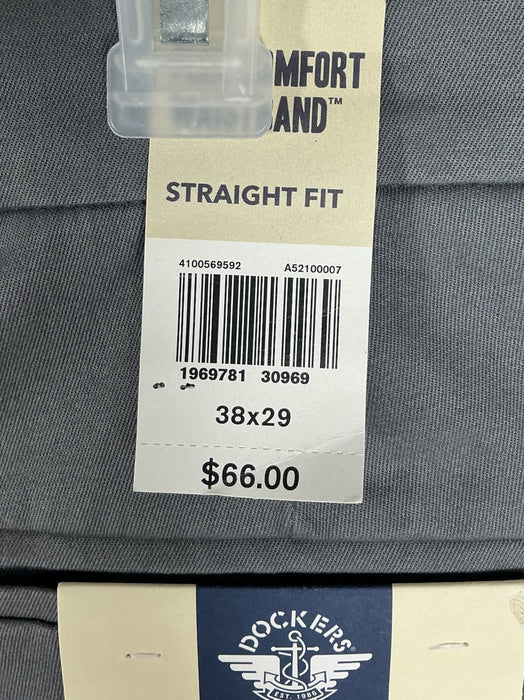 MFORT
AND™
STRAIGHT FIT
4100569592 A52100007
1969781 30969
38x29
$66.00
DOCKERS®
EST. 1986